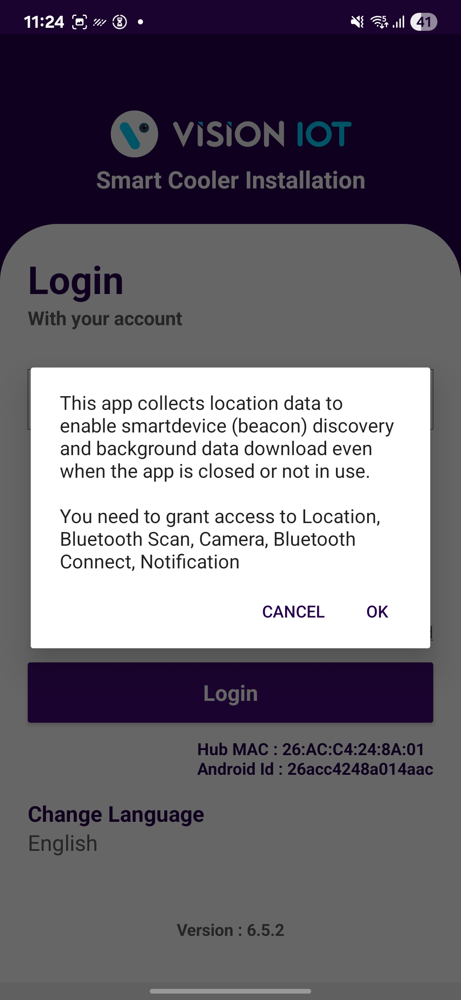 11:24
5
41
VISION IOT
Smart Cooler Installation
Login
With your account
This app collects location data to
enable smartdevice (beacon) discovery
and background data download even
when the app is closed or not in use.
You need to grant access to Location,
Bluetooth Scan, Camera, Bluetooth
Connect, Notification
CANCEL
OK
Login
Hub MAC : 26:AC:C4:24:8A:01
Android Id : 26acc4248a014aac
Change Language
English
Version : 6.5.2